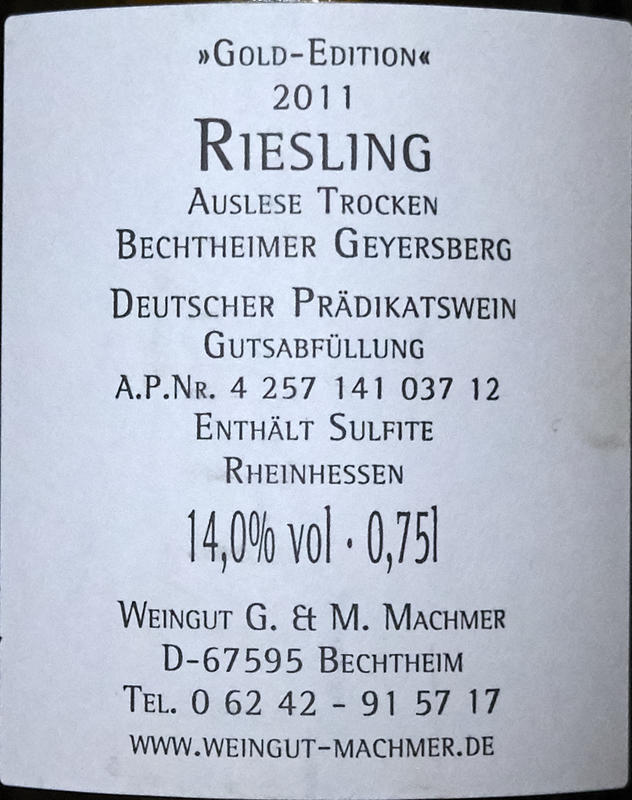 »Gold-Edition«
2011
Riesling
Auslese Trocken
Bechtheimer Geyersberg
Deutscher Prädikatswein
Gutsabfüllung
A.P.Nr. 4 257 141 037 12
Enthält Sulfite
Rheinhessen
14,0% vol · 0,75l
Weingut G. & M. Machmer
D-67595 Bechtheim
Tel. 0 62 42 - 91 57 17
www.weingut-machmer.de